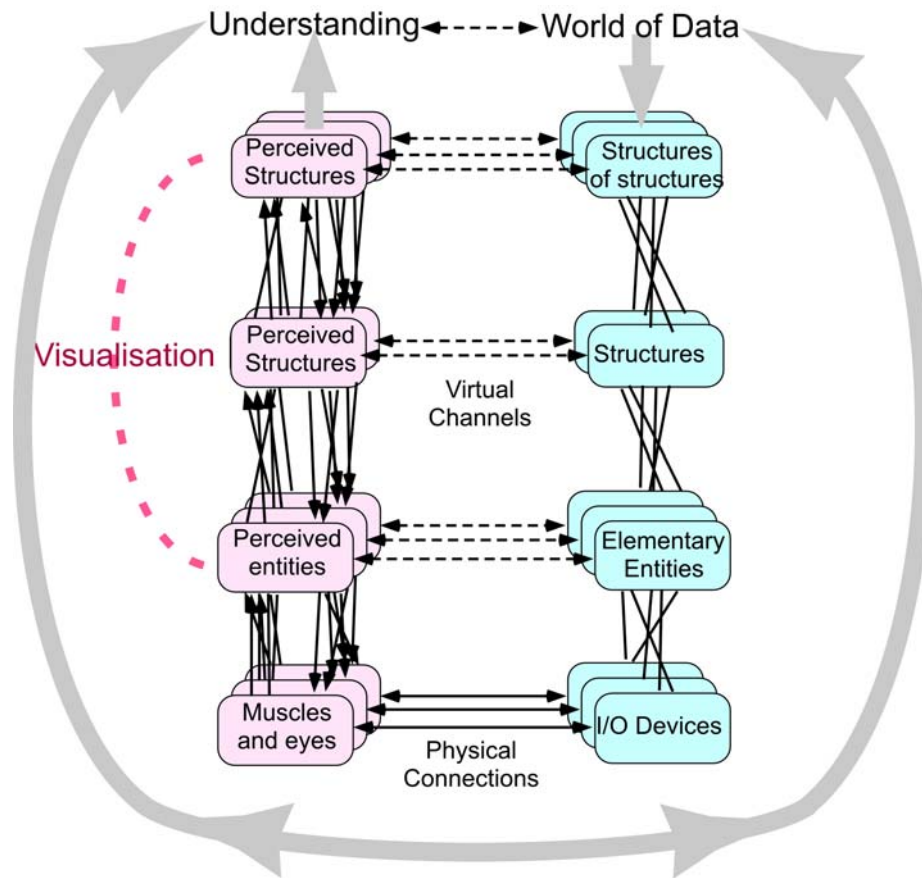 Understanding
World of Data
Perceived
Structures
Structures
of structures
Visualisation
Perceived
Structures
Structures
Virtual
Channels
Perceived
entities
Elementary
Entities
Muscles
and eyes
I/O Devices
Physical
Connections